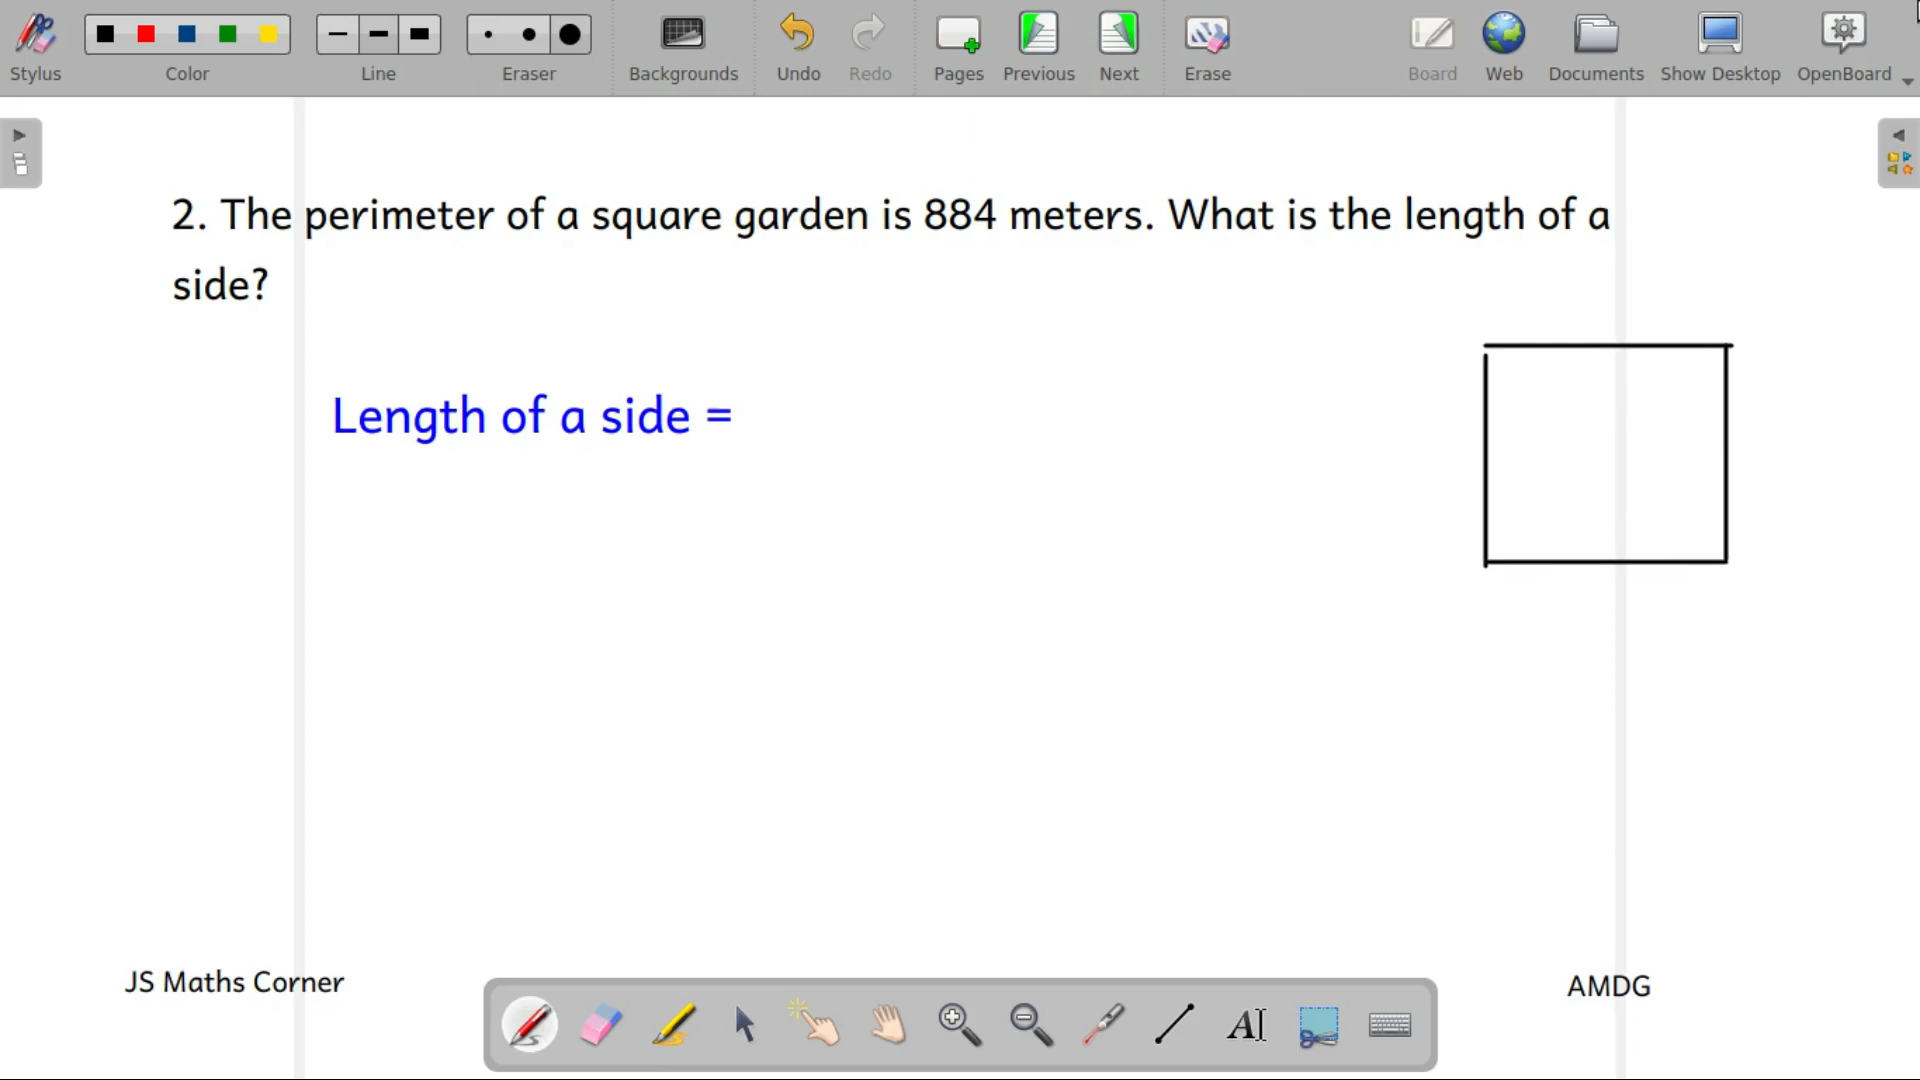 Stylus Color Line Eraser Backgrounds Undo Redo Pages Previous Next Erase Board Web Documents Show Desktop OpenBoard
2. The perimeter of a square garden is 884 meters. What is the length of a
side?
Length of a side =
JS Maths Corner
AMDG